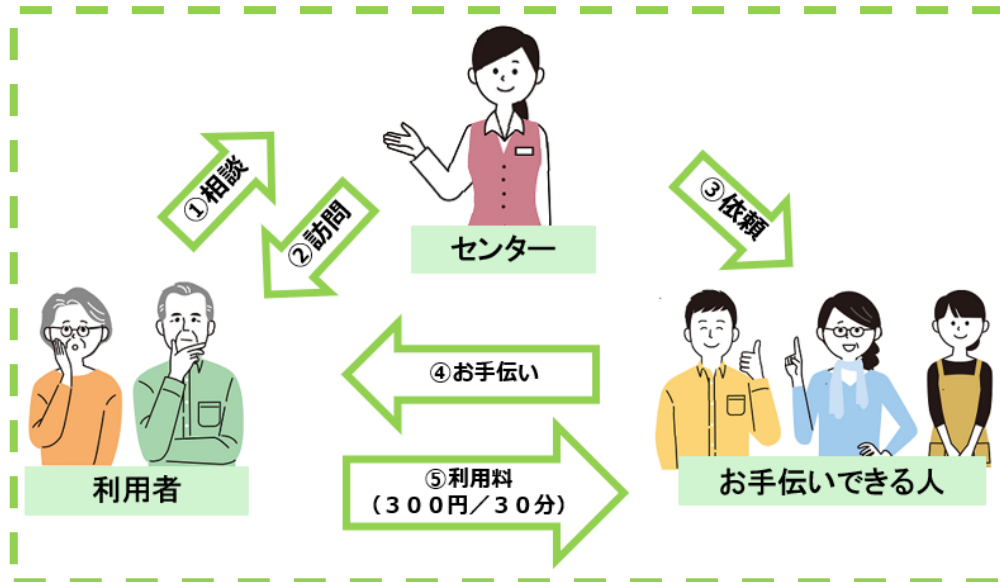 ①相談
②訪問
センター
③依頼
④お手伝い
利用者
⑤利用料
（３００円／３０分）
お手伝いできる人